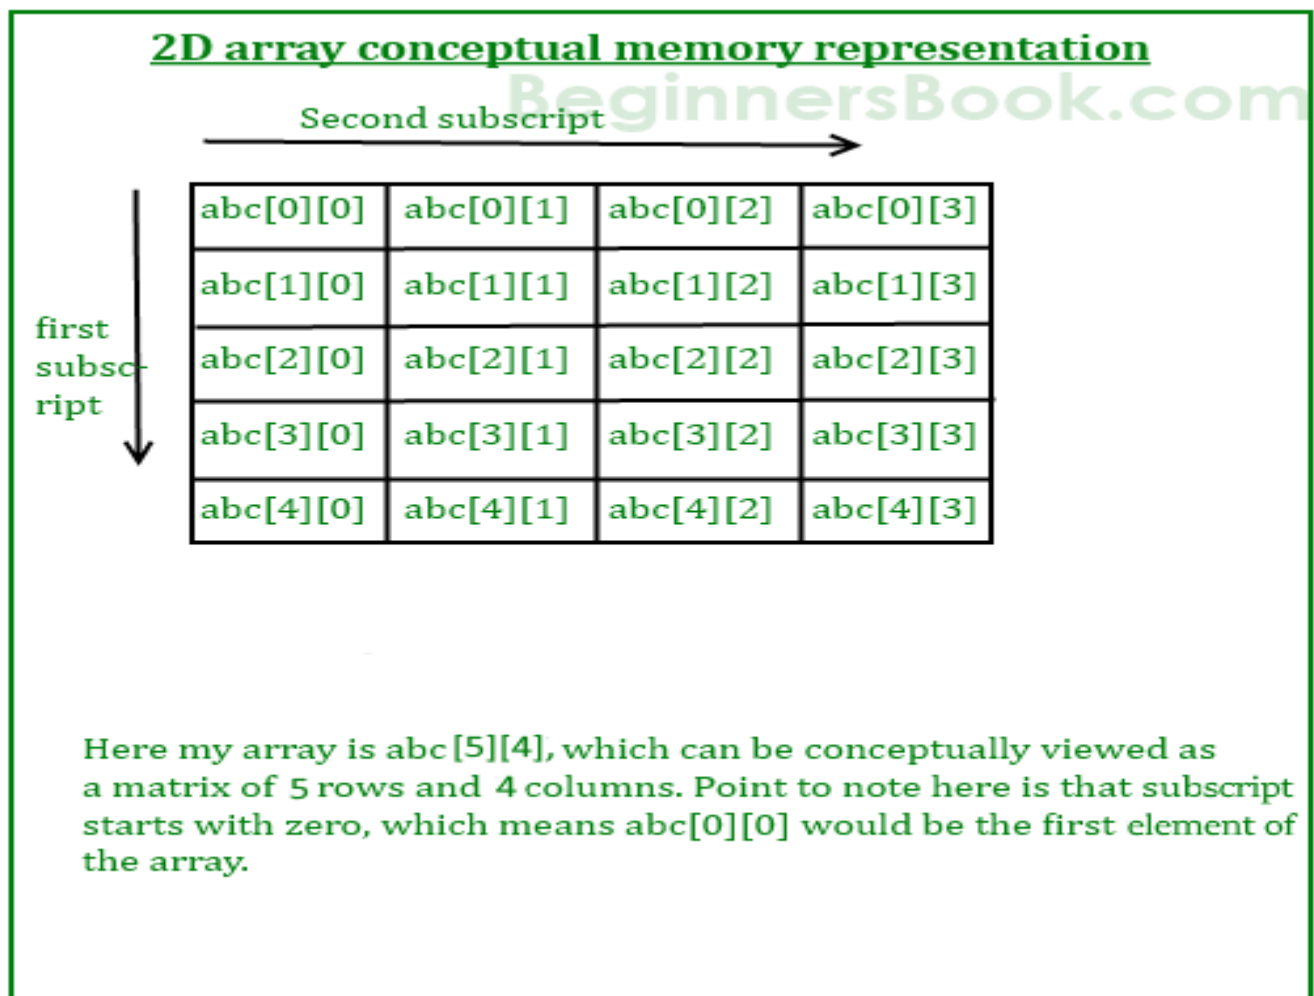 2D array conceptual memory representation
BeginnersBook.com
Second subscript
abc[0][0] abc[0][1] abc[0][2] abc[0][3]
abc[1][0] abc[1][1] abc[1][2] abc[1][3]
first
subsc-
ript
abc[2][0] abc[2][1] abc[2][2] abc[2][3]
abc[3][0] abc[3][1] abc[3][2] abc[3][3]
abc[4][0] abc[4][1] abc[4][2] abc[4][3]
Here my array is abc[5][4], which can be conceptually viewed as
a matrix of 5 rows and 4 columns. Point to note here is that subscript
starts with zero, which means abc[0][0] would be the first element of
the array.